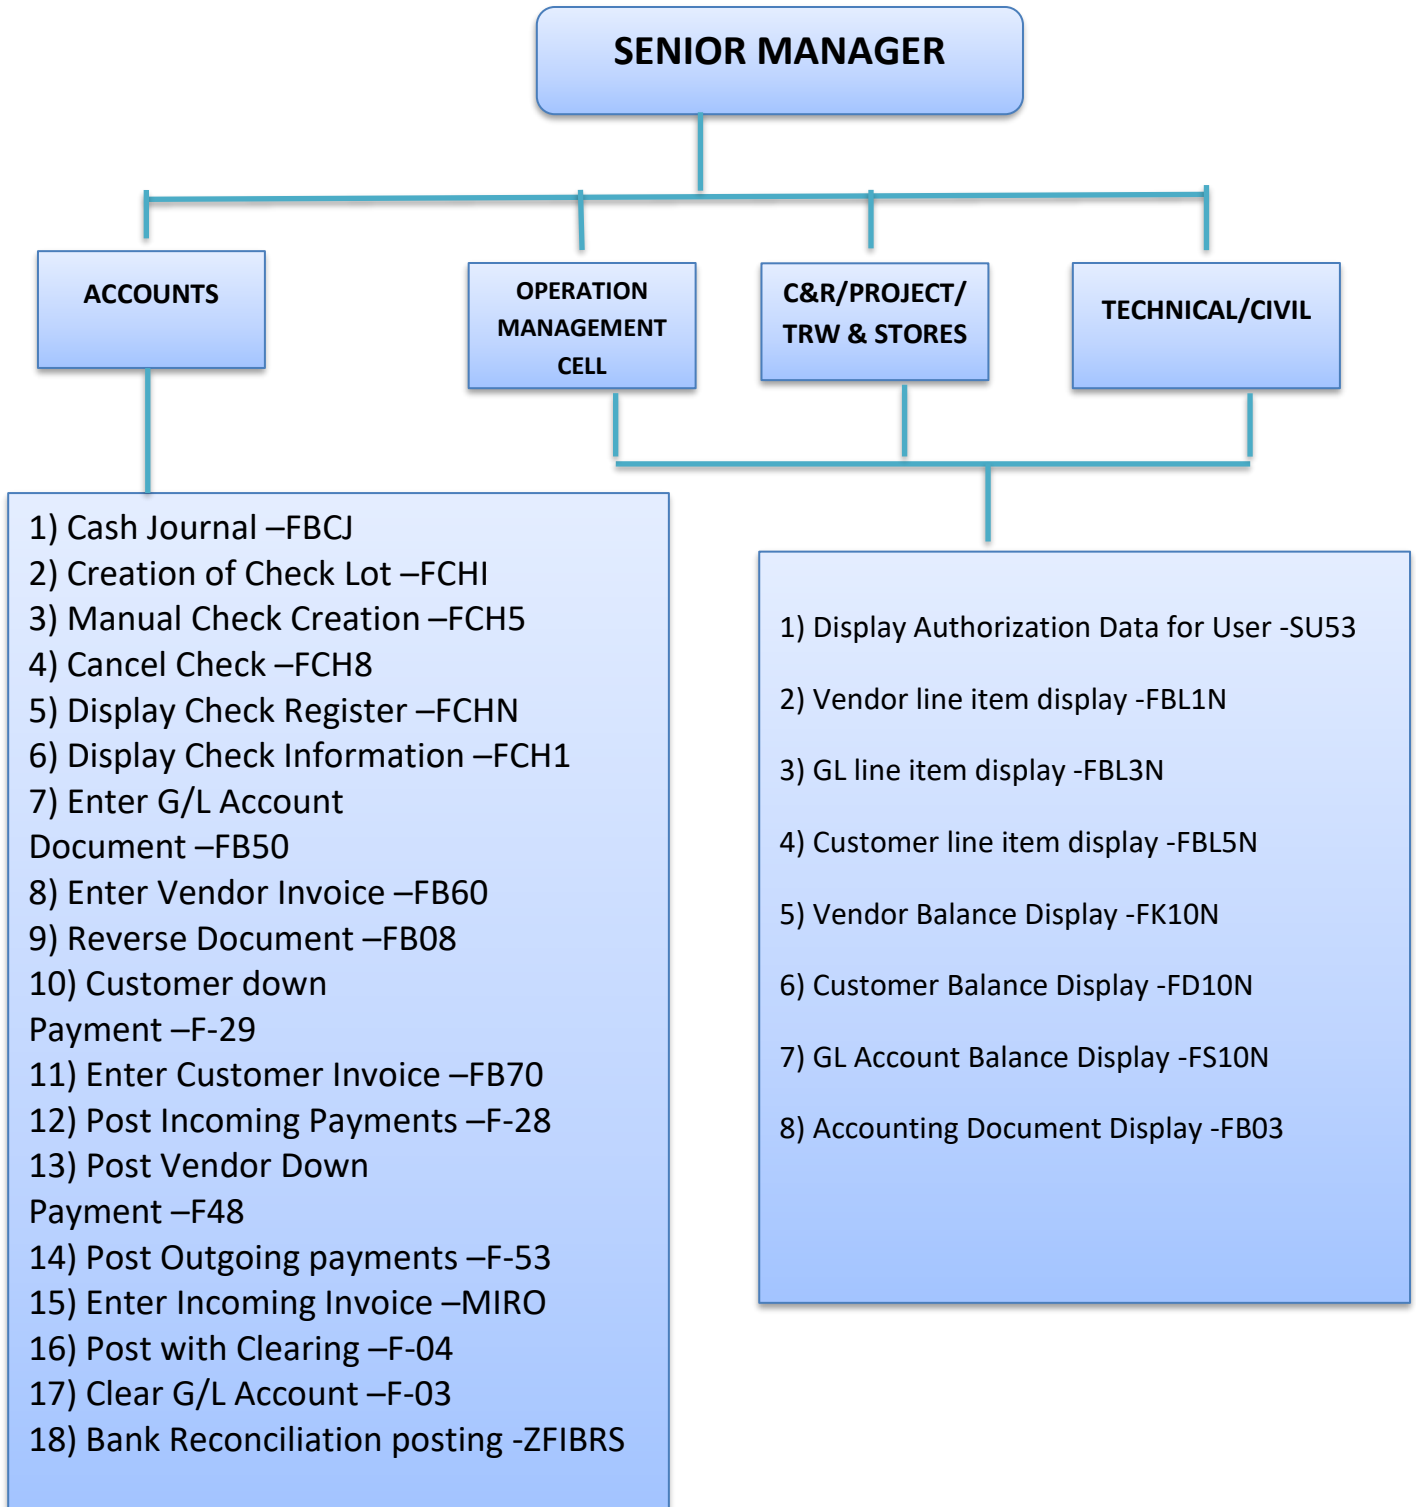 SENIOR MANAGER
ACCOUNTS
OPERATION
MANAGEMENT
CELL
C&R/PROJECT/
TRW & STORES
TECHNICAL/CIVIL
1) Cash Journal –FBCJ
2) Creation of Check Lot –FCHI
3) Manual Check Creation –FCH5
4) Cancel Check –FCH8
5) Display Check Register –FCHN
6) Display Check Information –FCH1
7) Enter G/L Account
Document –FB50
8) Enter Vendor Invoice –FB60
9) Reverse Document –FB08
10) Customer down
Payment –F-29
11) Enter Customer Invoice –FB70
12) Post Incoming Payments –F-28
13) Post Vendor Down
Payment –F48
14) Post Outgoing payments –F-53
15) Enter Incoming Invoice –MIRO
16) Post with Clearing –F-04
17) Clear G/L Account –F-03
18) Bank Reconciliation posting -ZFIBRS
1) Display Authorization Data for User -SU53
2) Vendor line item display -FBL1N
3) GL line item display -FBL3N
4) Customer line item display -FBL5N
5) Vendor Balance Display -FK10N
6) Customer Balance Display -FD10N
7) GL Account Balance Display -FS10N
8) Accounting Document Display -FB03